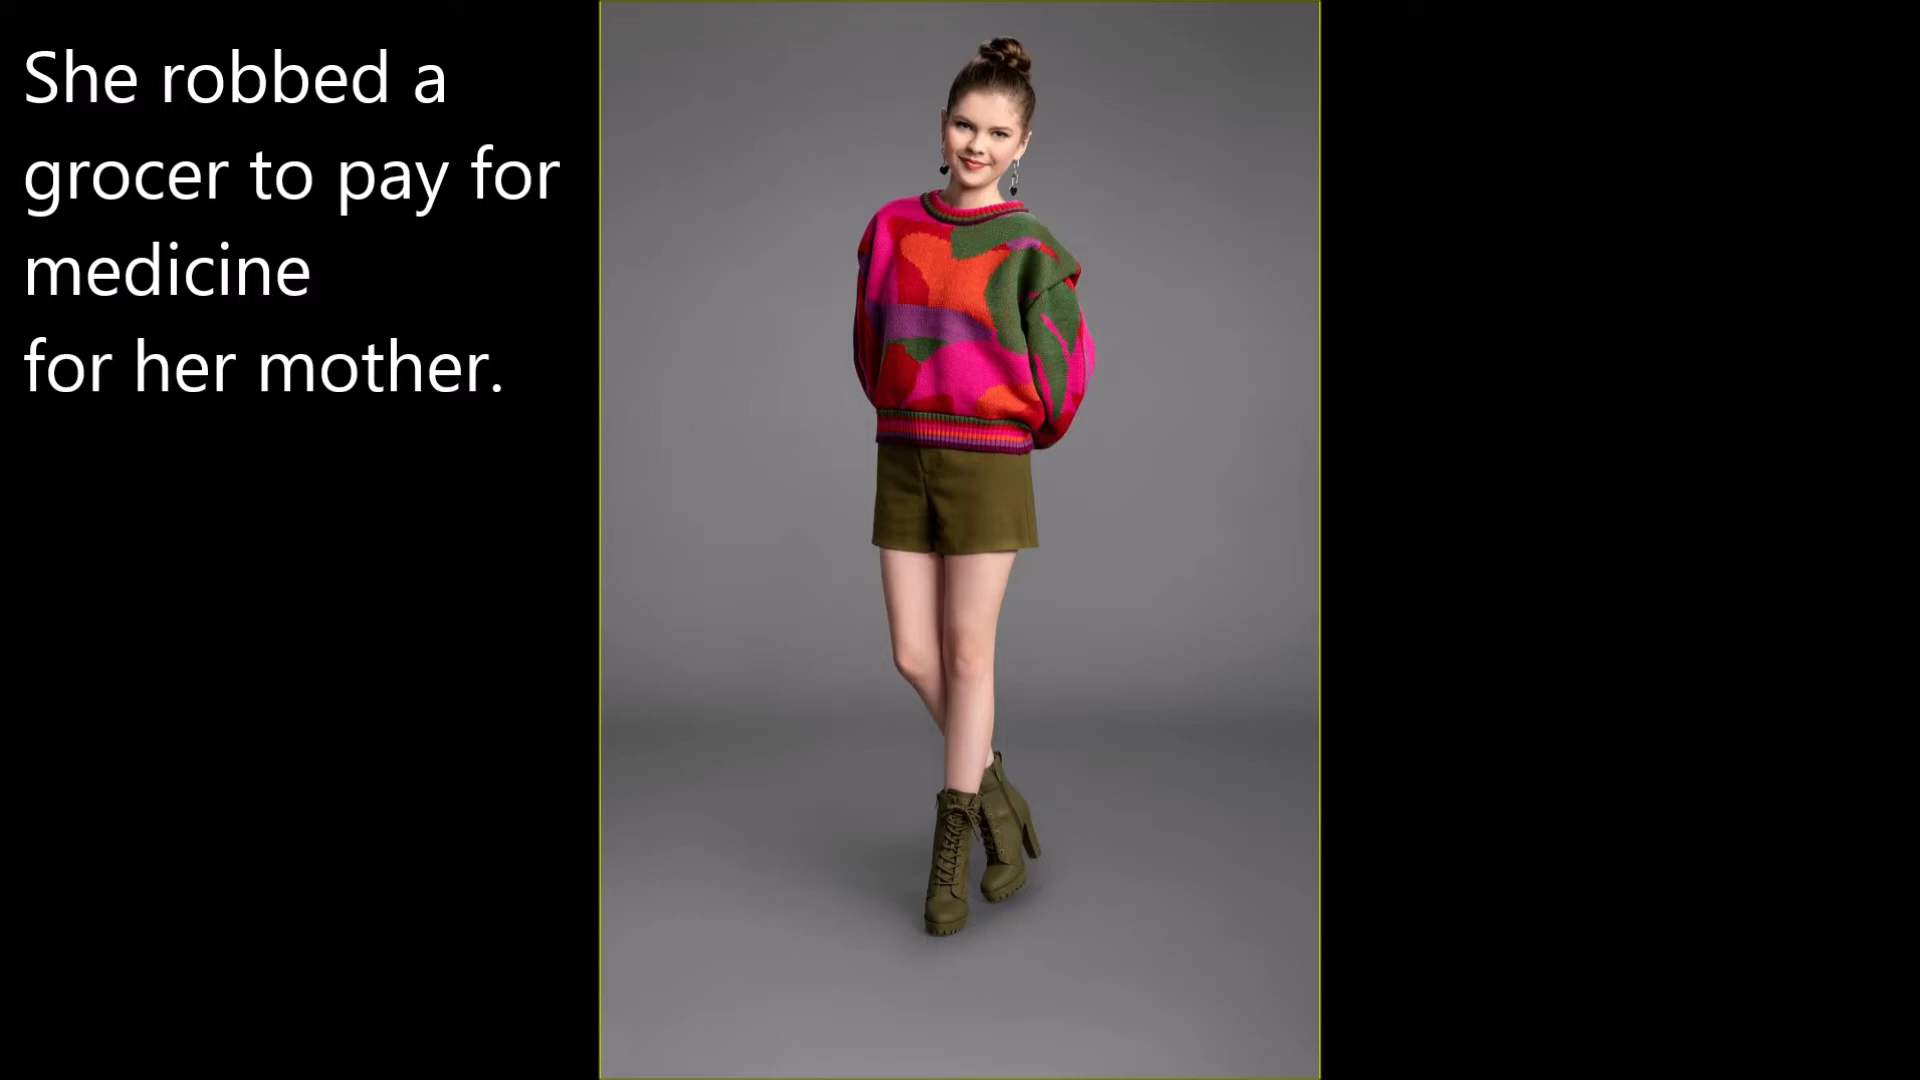 She robbed a
grocer to pay for
medicine
for her mother.